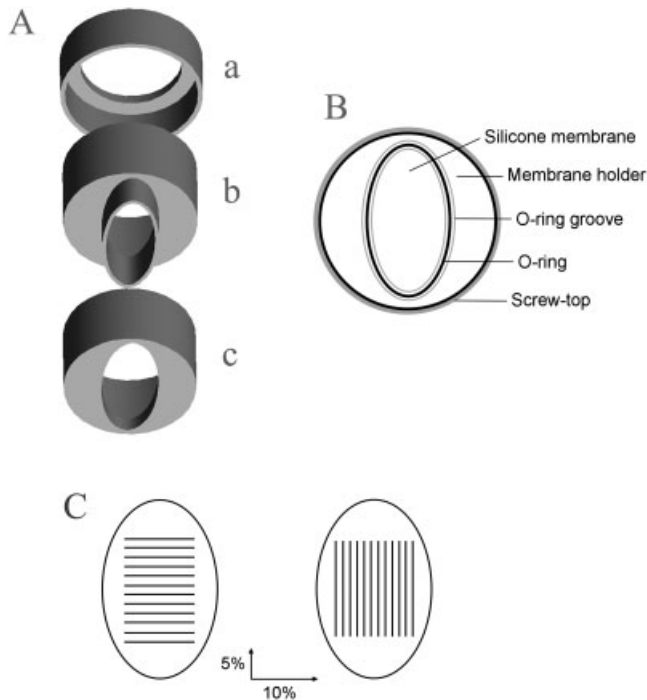 A
a
b
c
B
Silicone membrane
Membrane holder
O-ring groove
O-ring
Screw-top
C
5%
10%